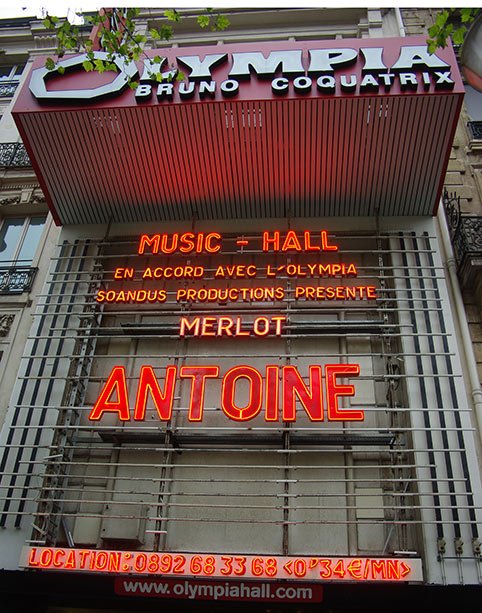 OLYMPIA
BRUNO COQUATRIX
MUSIC - HALL
EN ACCORD AVEC L'OLYMPIA
SOANDUS PRODUCTIONS PRESENTE
MERLOT
ANTOINE
LOCATION: 0892 68 33 68 <0"34€/MN>
www.olympiahall.com